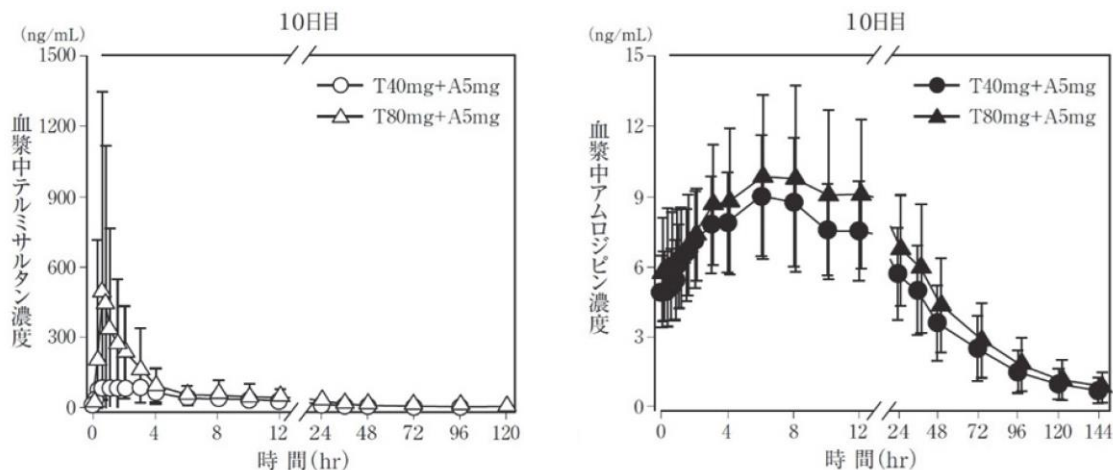 10日目
(ng/mL)
1500
1200
900
600
300
0
血漿中テルミサルタン濃度
T40mg+A5mg
T80mg+A5mg
0 4 8 12 24 48 72 96 120
時 間(hr)
10日目
(ng/mL)
15
12
9
6
3
0
血漿中アムロジピン濃度
T40mg+A5mg
T80mg+A5mg
0 4 8 12 24 48 72 96 120 144
時 間(hr)